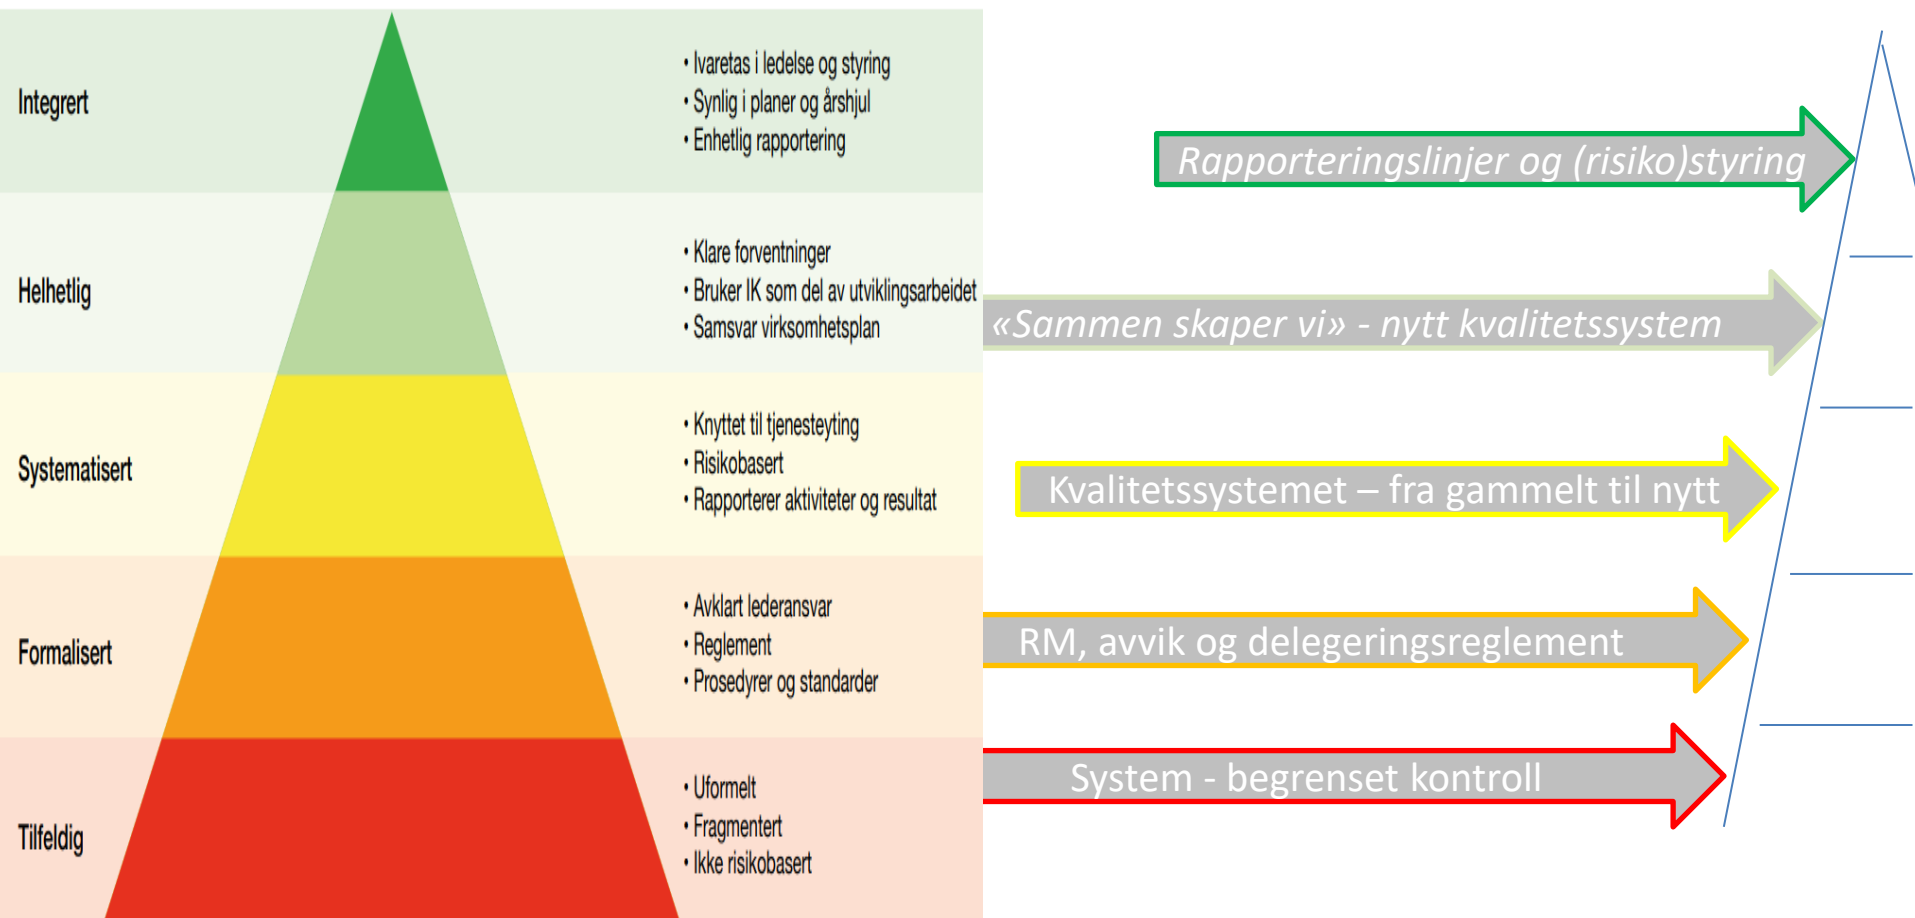 Integrert
• Ivaretas i ledelse og styring
• Synlig i planer og årshjul
• Enhetlig rapportering
Rapporteringslinjer og (risiko)styring
Helhetlig
• Klare forventninger
• Bruker IK som del av utviklingsarbeidet
• Samsvar virksomhetsplan
«Sammen skaper vi» - nytt kvalitetssystem
Systematisert
• Knyttet til tjenesteyting
• Risikobasert
• Rapporterer aktiviteter og resultat
Kvalitetssystemet – fra gammelt til nytt
Formalisert
• Avklart lederansvar
• Reglement
• Prosedyrer og standarder
RM, avvik og delegeringsreglement
Tilfeldig
• Uformelt
• Fragmentert
• Ikke risikobasert
System - begrenset kontroll